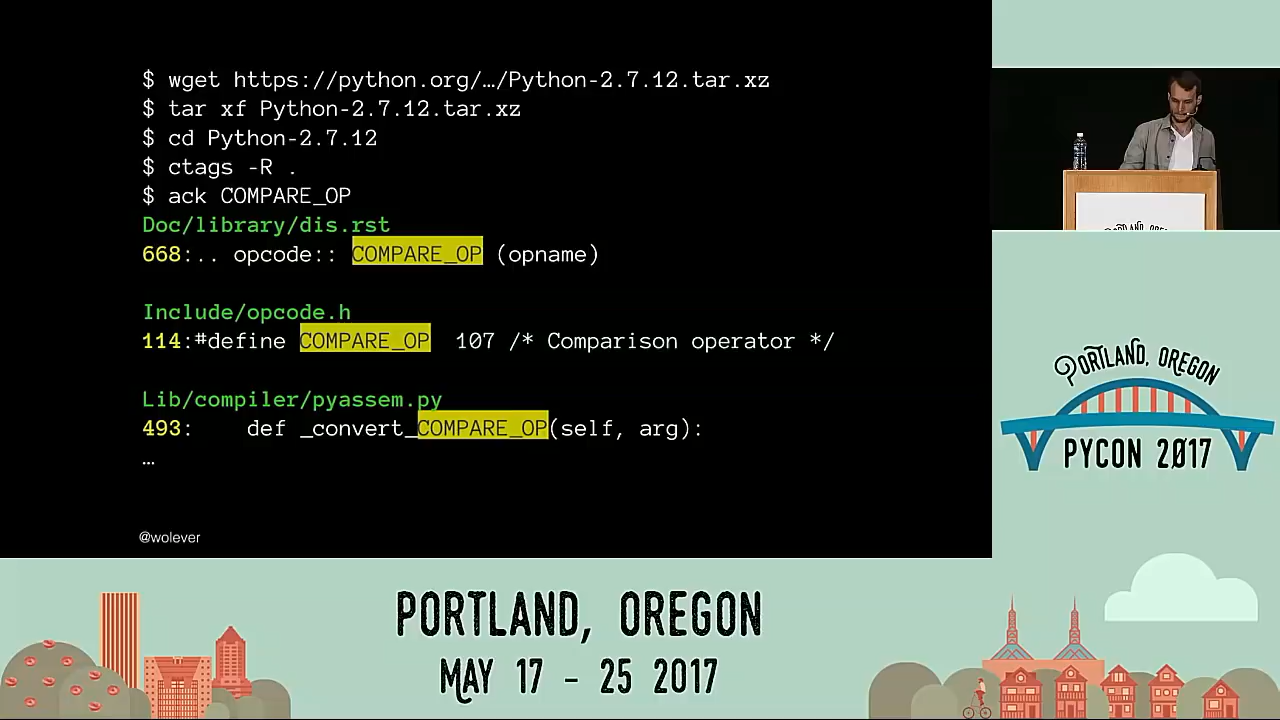 $ wget https://python.org/…/Python-2.7.12.tar.xz
$ tar xf Python-2.7.12.tar.xz
$ cd Python-2.7.12
$ ctags -R .
$ ack COMPARE_OP
Doc/library/dis.rst
668:.. opcode:: COMPARE_OP (opname)
Include/opcode.h
114:#define COMPARE_OP  107 /* Comparison operator */
Lib/compiler/pyassem.py
493:    def _convert_COMPARE_OP(self, arg):
…
@wolever
PORTLAND, OREGON
PYCON 2017
PORTLAND, OREGON
MAY 17 - 25 2017